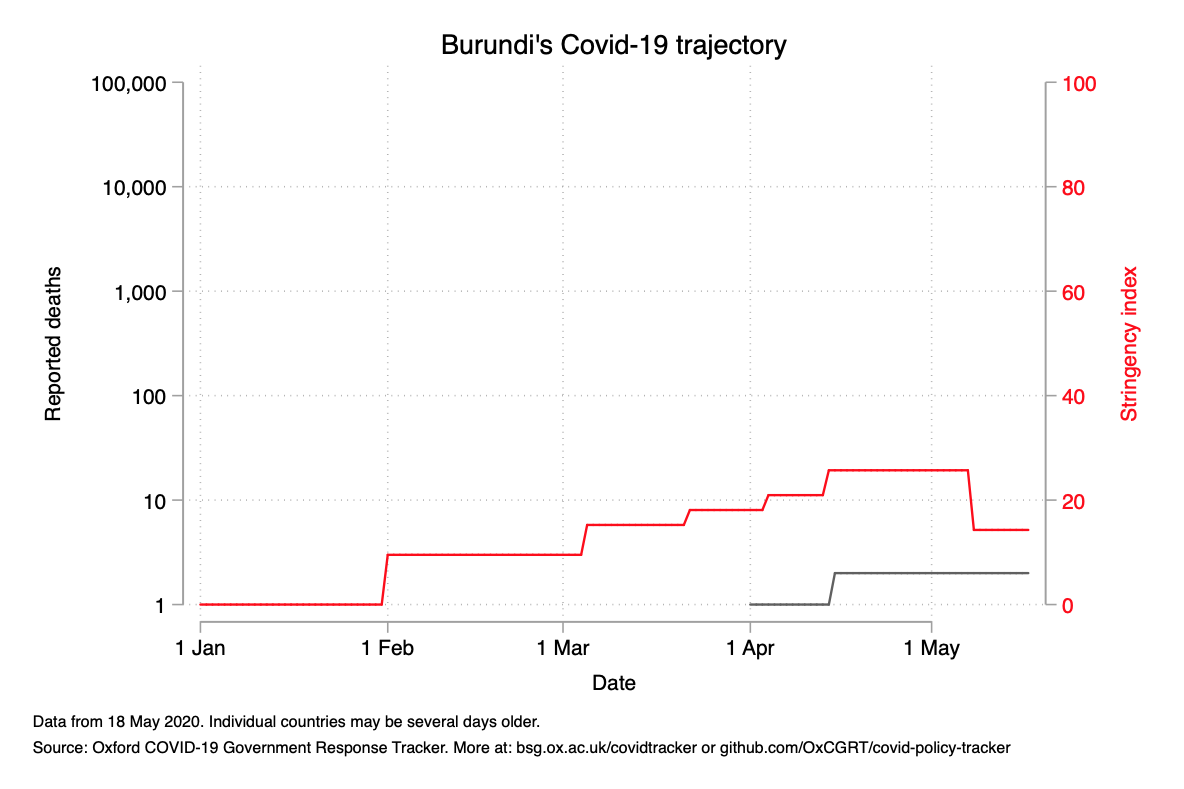 Burundi's Covid-19 trajectory
100,000
10,000
1,000
100
10
1
Reported deaths
100
80
60
40
20
0
Stringency index
1 Jan
1 Feb
1 Mar
1 Apr
1 May
Date
Data from 18 May 2020. Individual countries may be several days older.
Source: Oxford COVID-19 Government Response Tracker. More at: bsg.ox.ac.uk/covidtracker or github.com/OxCGRT/covid-policy-tracker